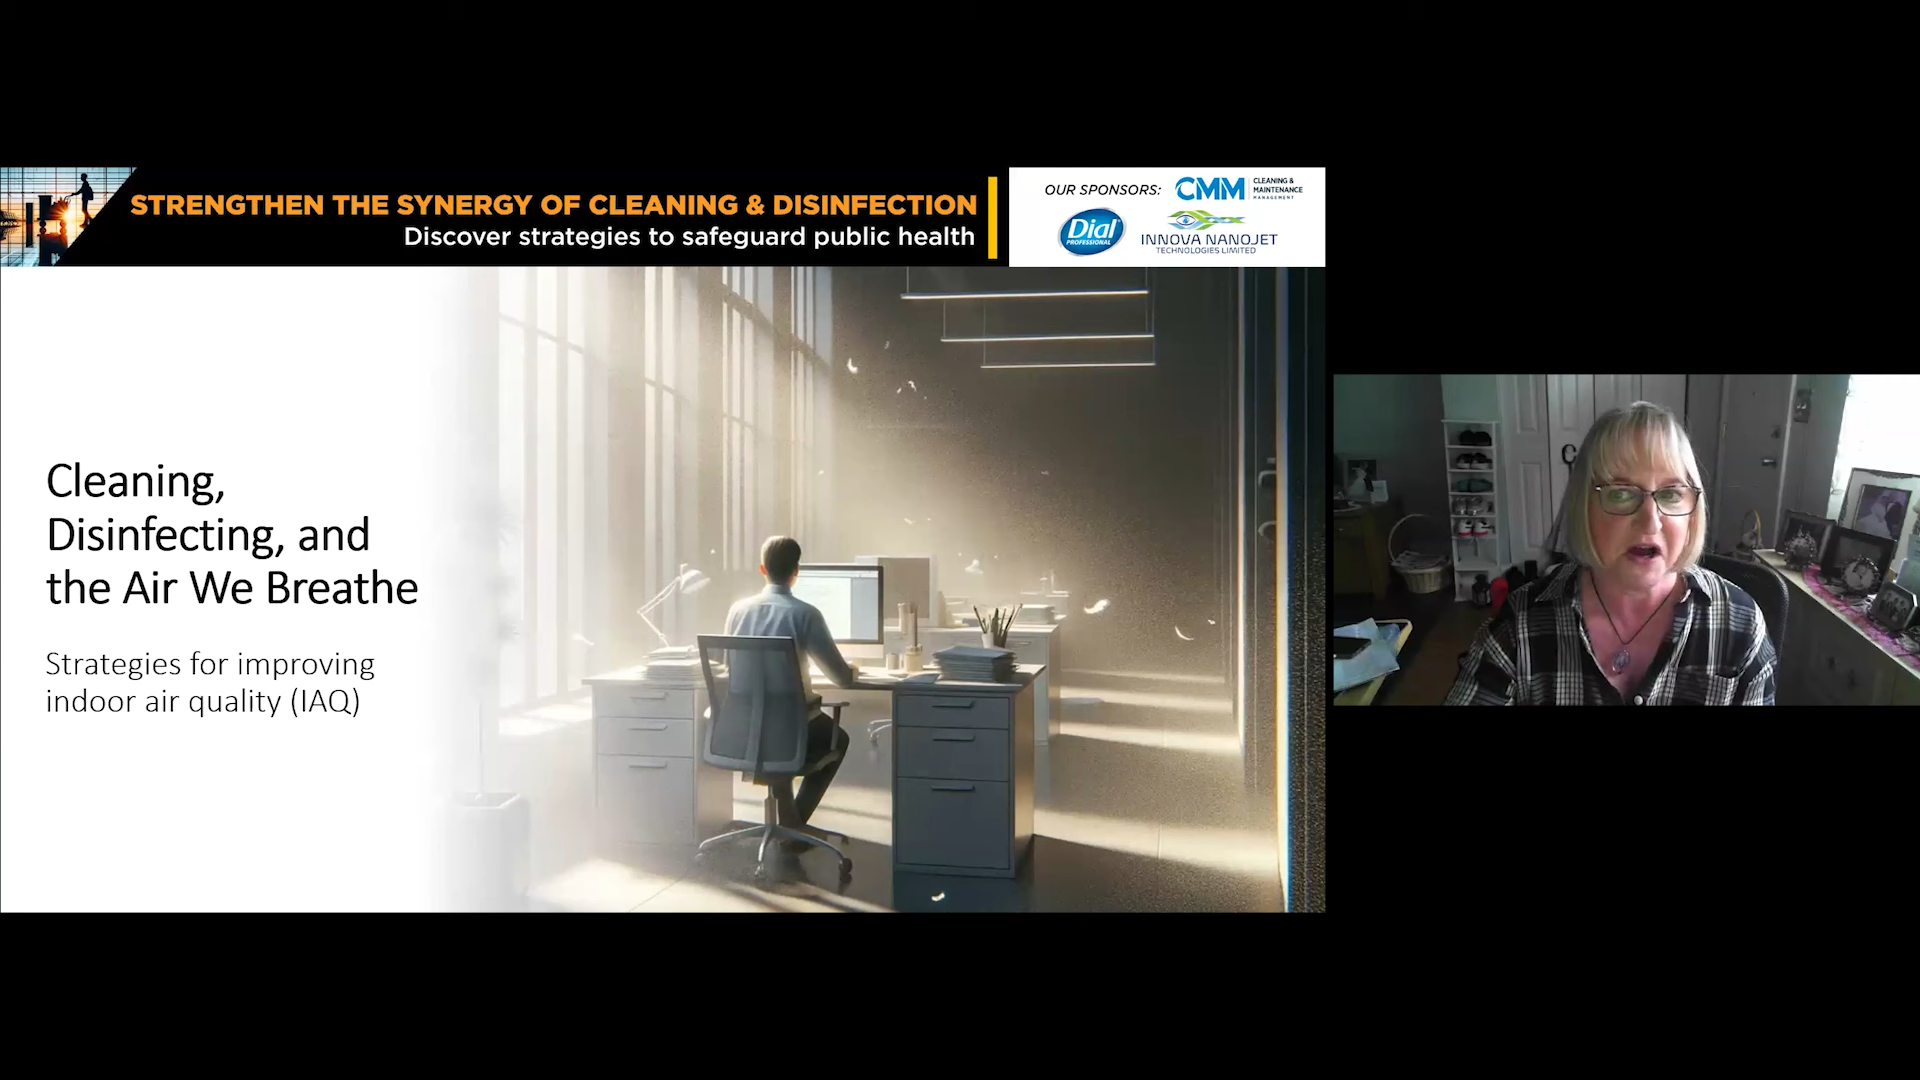 STRENGTHEN THE SYNERGY OF CLEANING & DISINFECTION
Discover strategies to safeguard public health
OUR SPONSORS:
CMM
CLEANING &
MAINTENANCE
MANAGEMENT
Dial
PROFESSIONAL
INNOVA NANOJET
TECHNOLOGIES LIMITED
Cleaning,
Disinfecting, and
the Air We Breathe
Strategies for improving
indoor air quality (IAQ)